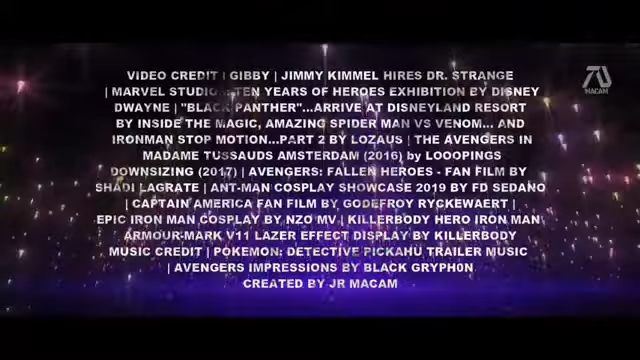 VIDEO CREDIT | GIBBY | JIMMY KIMMEL HIRES DR. STRANGE
| MARVEL STUDIO: TEN YEARS OF HEROES EXHIBITION BY DISNEY
DWAYNE | "BLACK PANTHER"...ARRIVE AT DISNEYLAND RESORT
BY INSIDE THE MAGIC, AMAZING SPIDER MAN VS VENOM... AND
IRONMAN STOP MOTION...PART 2 BY LOZAUS | THE AVENGERS IN
MADAME TUSSAUDS AMSTERDAM (2016) by LOOOPINGS
DOWNSIZING (2017) | AVENGERS: FALLEN HEROES - FAN FILM BY
SHADI LAGRATE | ANT-MAN COSPLAY SHOWCASE 2019 BY FD SEDANO
| CAPTAIN AMERICA FAN FILM BY GODEFROY RYCKEWAERT |
EPIC IRON MAN COSPLAY BY NZO MV | KILLERBODY HERO IRON MAN
ARMOUR-MARK V11 LAZER EFFECT DISPLAY BY KILLERBODY
MUSIC CREDIT | POKEMON: DETECTIVE PICKAHU TRAILER MUSIC
| AVENGERS IMPRESSIONS BY BLACK GRYPH0N
CREATED BY JR MACAM
MACAM